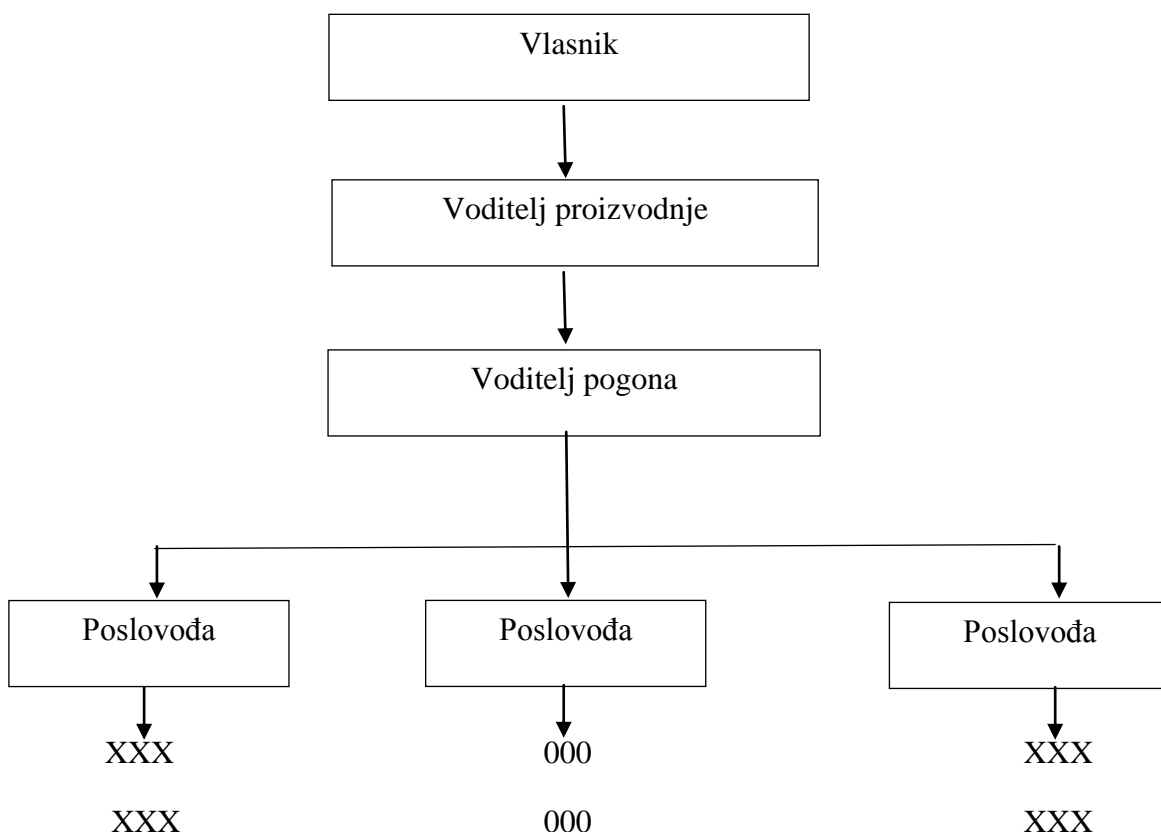 Vlasnik
Voditelj proizvodnje
Voditelj pogona
Poslovođa Poslovođa Poslovođa
XXX 000 XXX
XXX 000 XXX